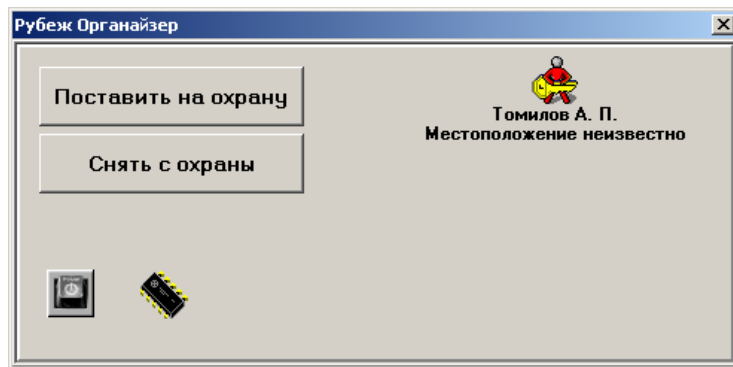 Рубеж Органайзер
Поставить на охрану
Снять с охраны
Томилов А. П.
Местоположение неизвестно